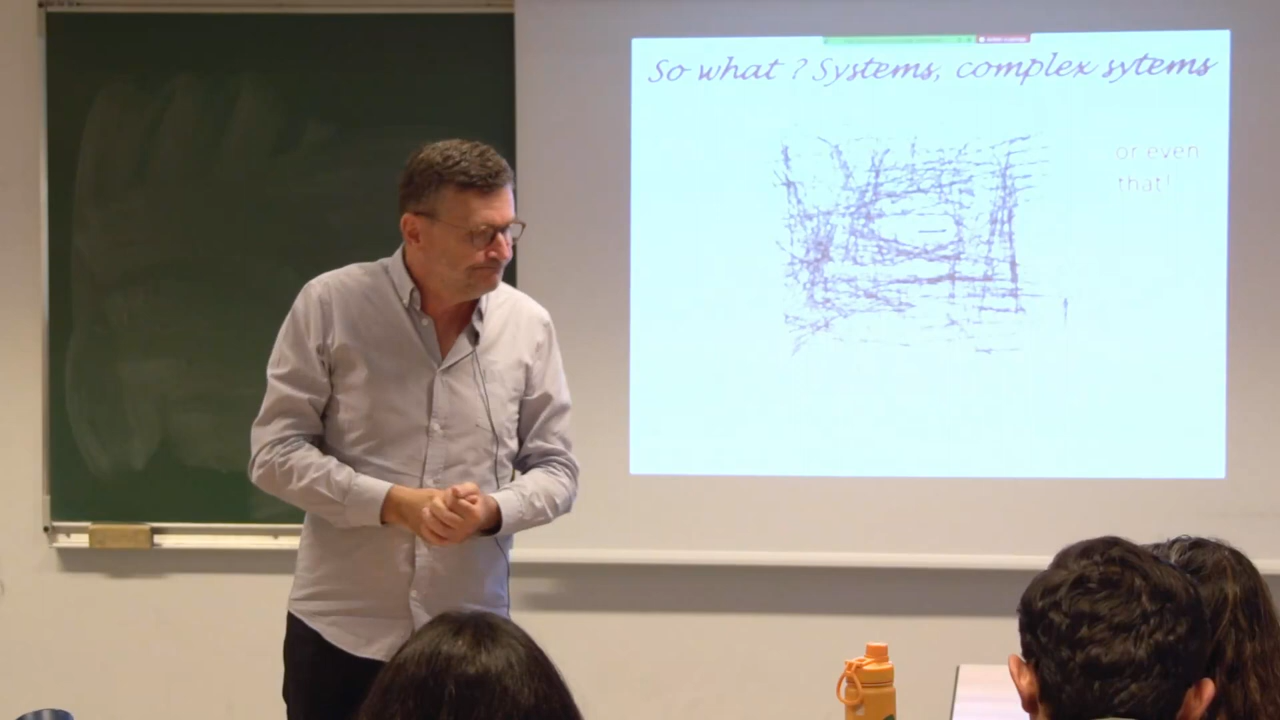 So what ? Systems, complex sytems
or even
that!